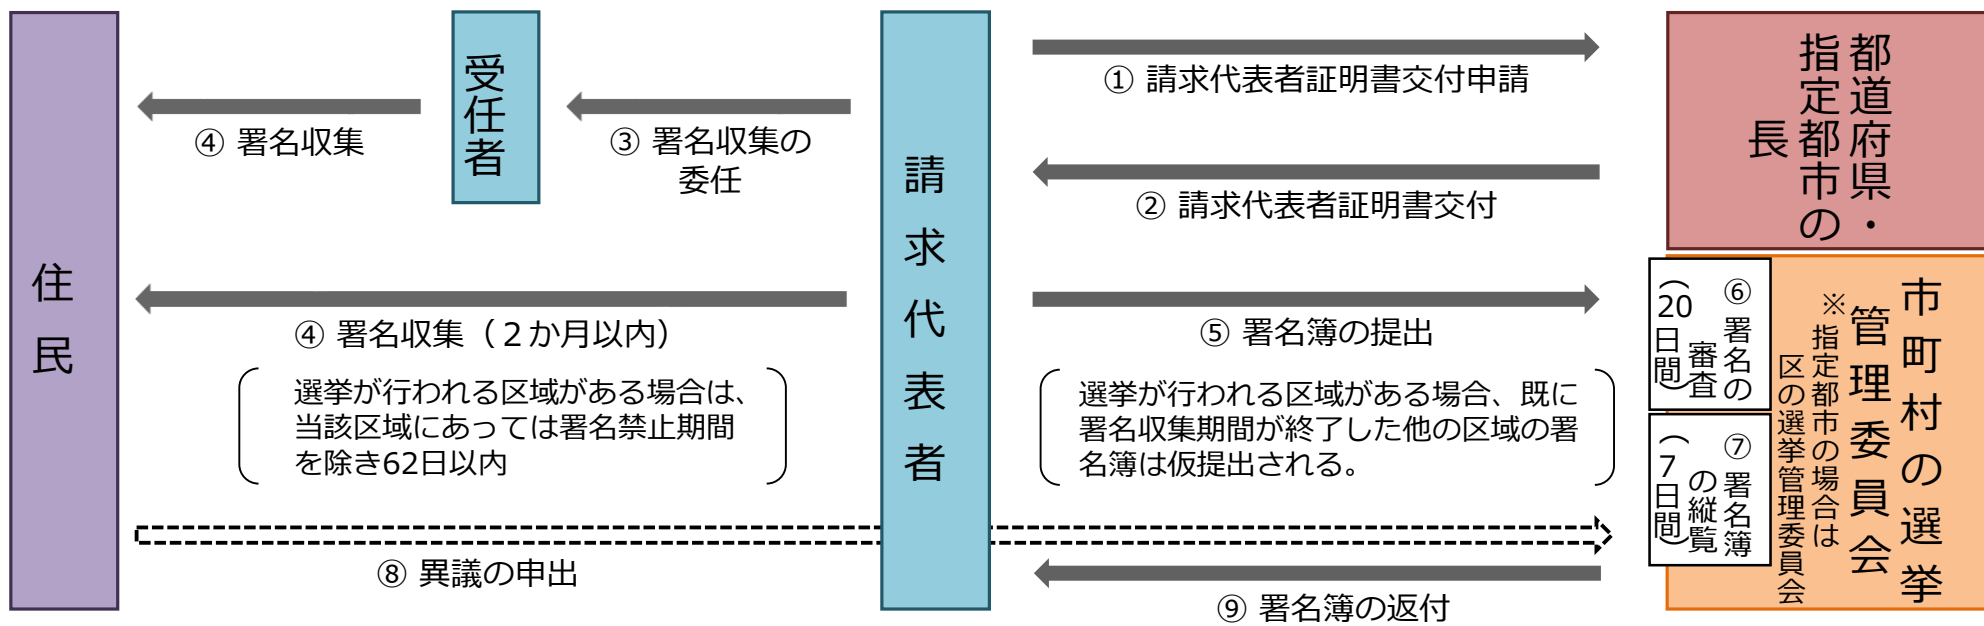 住民
④ 署名収集
受任者
③ 署名収集の
委任
請求代表者
① 請求代表者証明書交付申請
② 請求代表者証明書交付
都道府県・
指定都市の
長
④ 署名収集（２か月以内）
選挙が行われる区域がある場合は、
当該区域にあっては署名禁止期間
を除き62日以内
⑤ 署名簿の提出
選挙が行われる区域がある場合、既に
署名収集期間が終了した他の区域の署
名簿は仮提出される。
市町村の選挙
管理委員会
※指定都市の場合は
区の選挙管理委員会
⑥署名の
審査
（20日間）
⑦署名簿
の縦覧
（７日間）
⑧ 異議の申出
⑨ 署名簿の返付